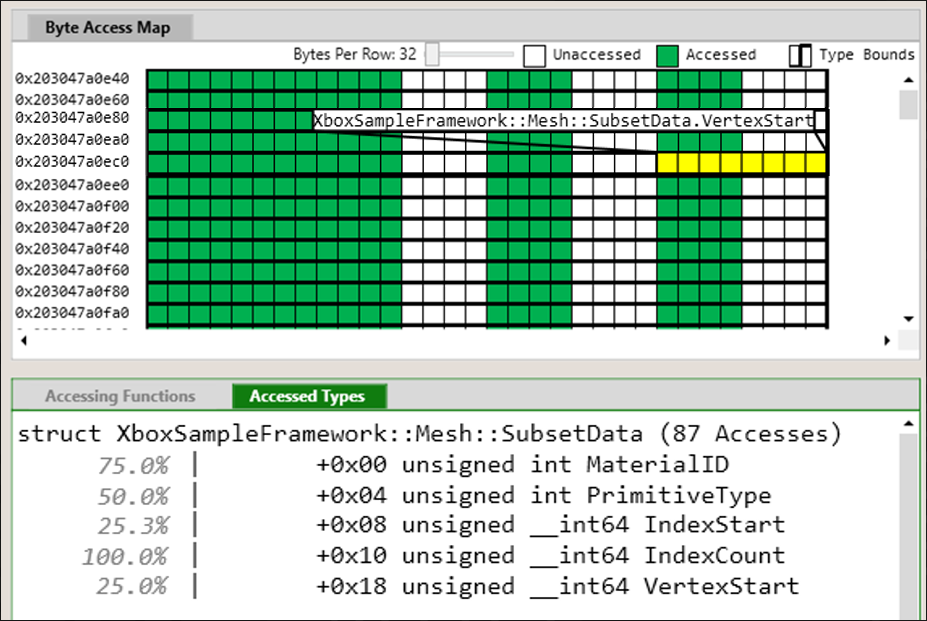 Byte Access Map
Bytes Per Row: 32 Unaccessed Accessed Type Bounds
0x203047a0e40
0x203047a0e60
0x203047a0e80 XboxSampleFramework::Mesh::SubsetData.VertexStart
0x203047a0ea0
0x203047a0ec0
0x203047a0ee0
0x203047a0f00
0x203047a0f20
0x203047a0f40
0x203047a0f60
0x203047a0f80
0x203047a0fa0
Accessing Functions Accessed Types
struct XboxSampleFramework::Mesh::SubsetData (87 Accesses)
75.0% | +0x00 unsigned int MaterialID
50.0% | +0x04 unsigned int PrimitiveType
25.3% | +0x08 unsigned __int64 IndexStart
100.0% | +0x10 unsigned __int64 IndexCount
25.0% | +0x18 unsigned __int64 VertexStart